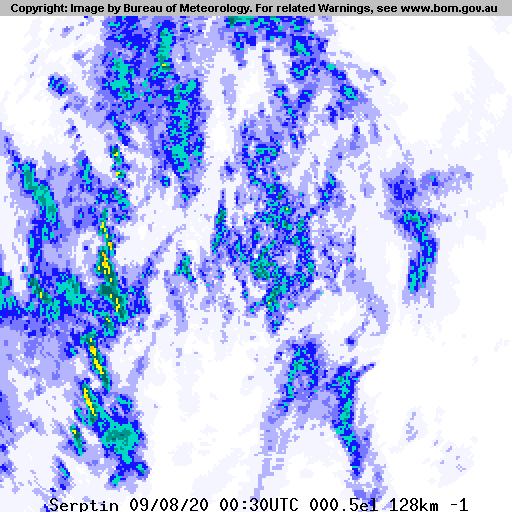 Copyright: Image by Bureau of Meteorology. For related Warnings, see www.bom.gov.au
Serptin 09/08/20 00:30UTC 000.5el 128km -1